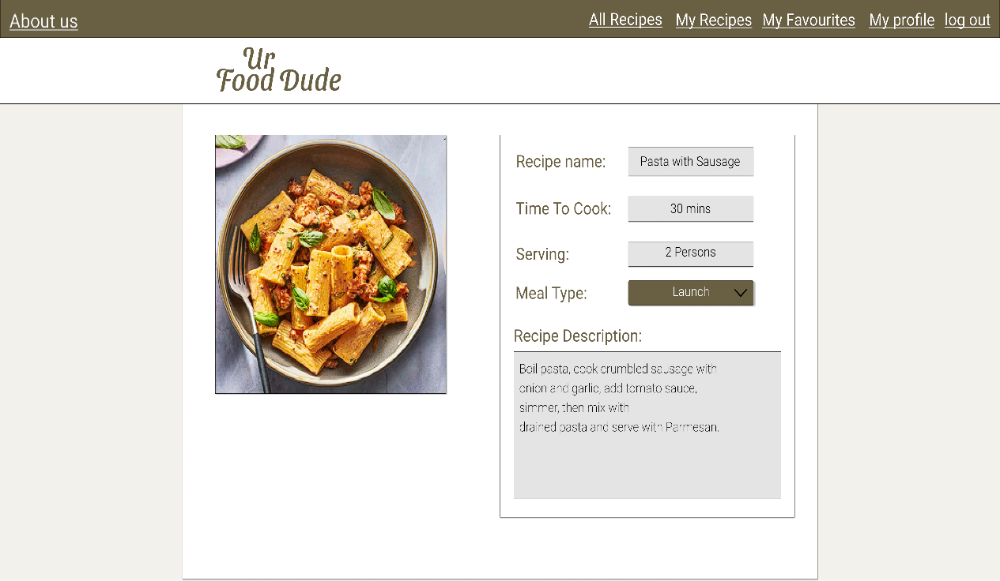 About us
All Recipes My Recipes My Favourites My profile log out
Ur
Food Dude
Recipe name: Pasta with Sausage
Time To Cook: 30 mins
Serving: 2 Persons
Meal Type: Launch
Recipe Description:
Boil pasta, cook crumbled sausage with
onion and garlic, add tomato sauce,
simmer, then mix with
drained pasta and serve with Parmesan.